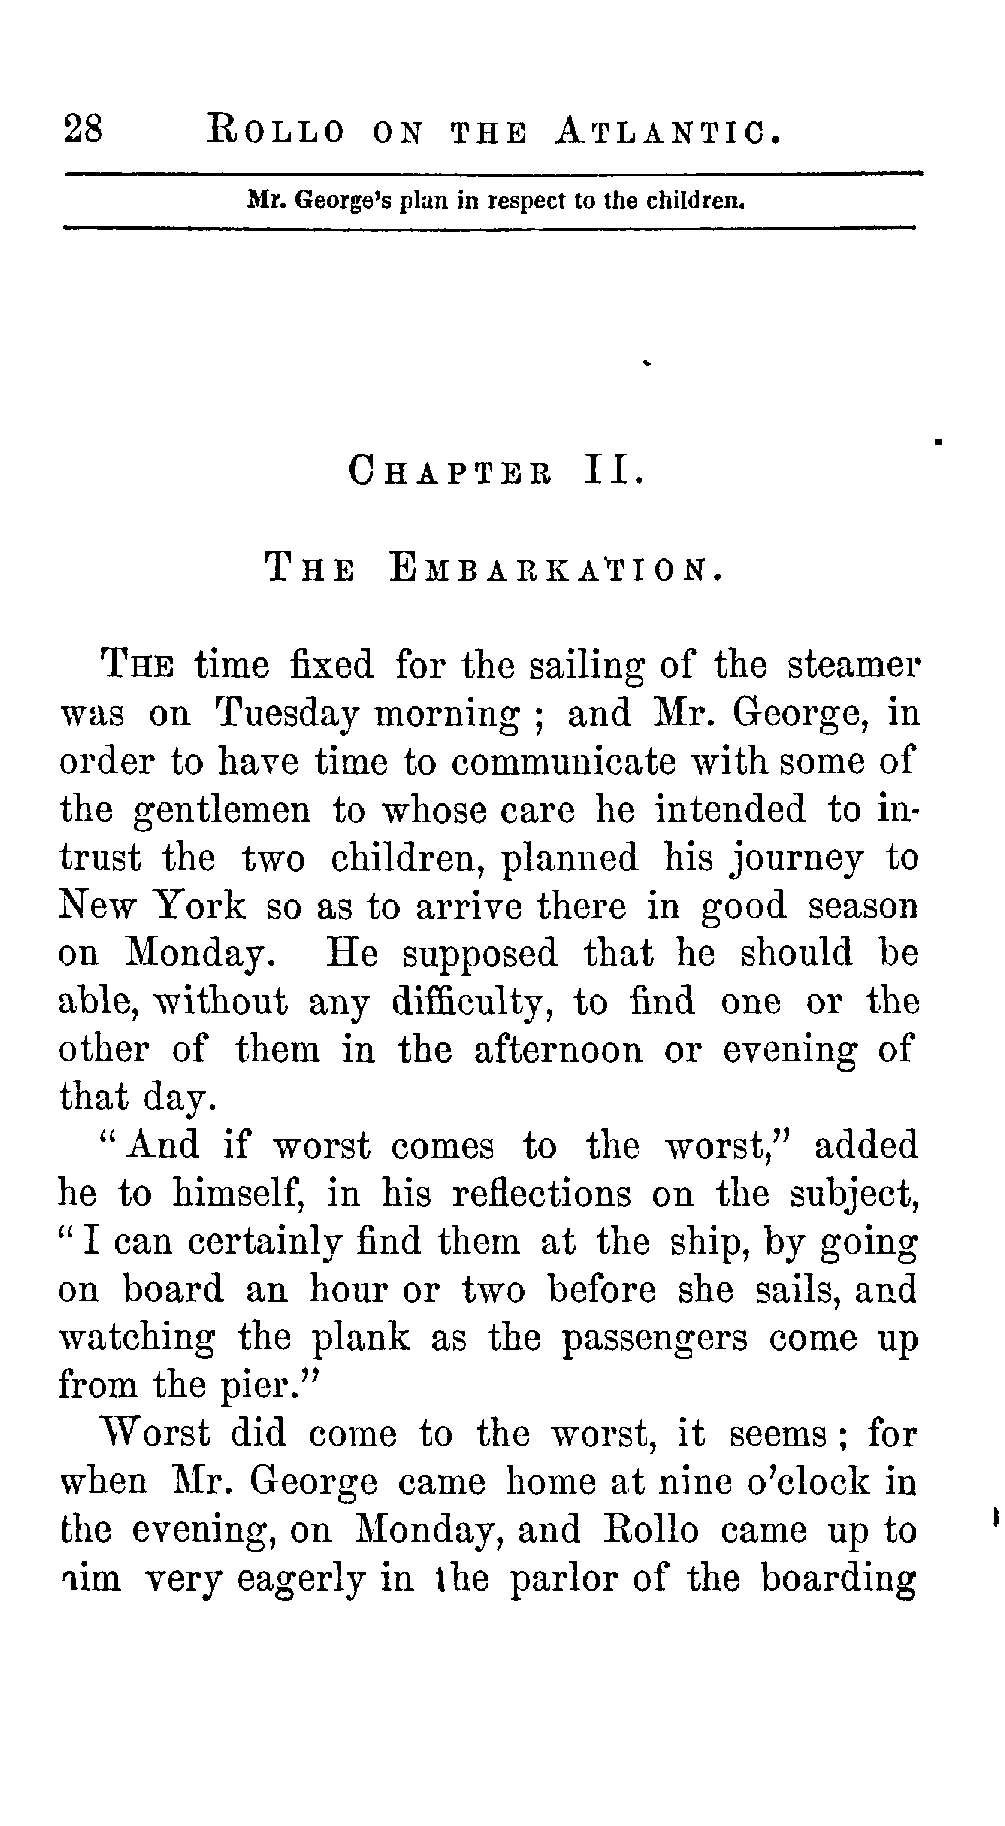 28 ROLLO ON THE ATLANTIC.
Mr. George's plan in respect to the children.
CHAPTER II.
THE EMBARKATION.
THE time fixed for the sailing of the steamer
was on Tuesday morning ; and Mr. George, in
order to have time to communicate with some of
the gentlemen to whose care he intended to in-
trust the two children, planned his journey to
New York so as to arrive there in good season
on Monday. He supposed that he should be
able, without any difficulty, to find one or the
other of them in the afternoon or evening of
that day.
“ And if worst comes to the worst,” added
he to himself, in his reflections on the subject,
“ I can certainly find them at the ship, by going
on board an hour or two before she sails, and
watching the plank as the passengers come up
from the pier.”
Worst did come to the worst, it seems ; for
when Mr. George came home at nine o’clock in
the evening, on Monday, and Rollo came up to
him very eagerly in the parlor of the boarding